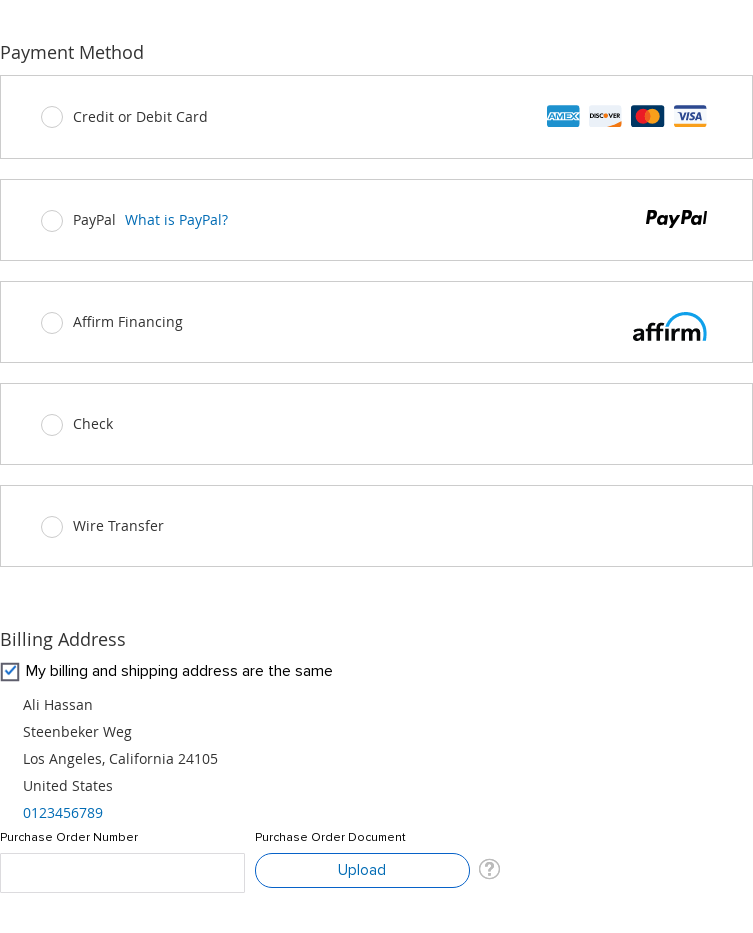 Payment Method
Credit or Debit Card AMEX DISCOVER VISA
PayPal What is PayPal? PayPal
Affirm Financing affirm
Check
Wire Transfer
Billing Address
My billing and shipping address are the same
Ali Hassan
Steenbeker Weg
Los Angeles, California 24105
United States
0123456789
Purchase Order Number Purchase Order Document
Upload ?